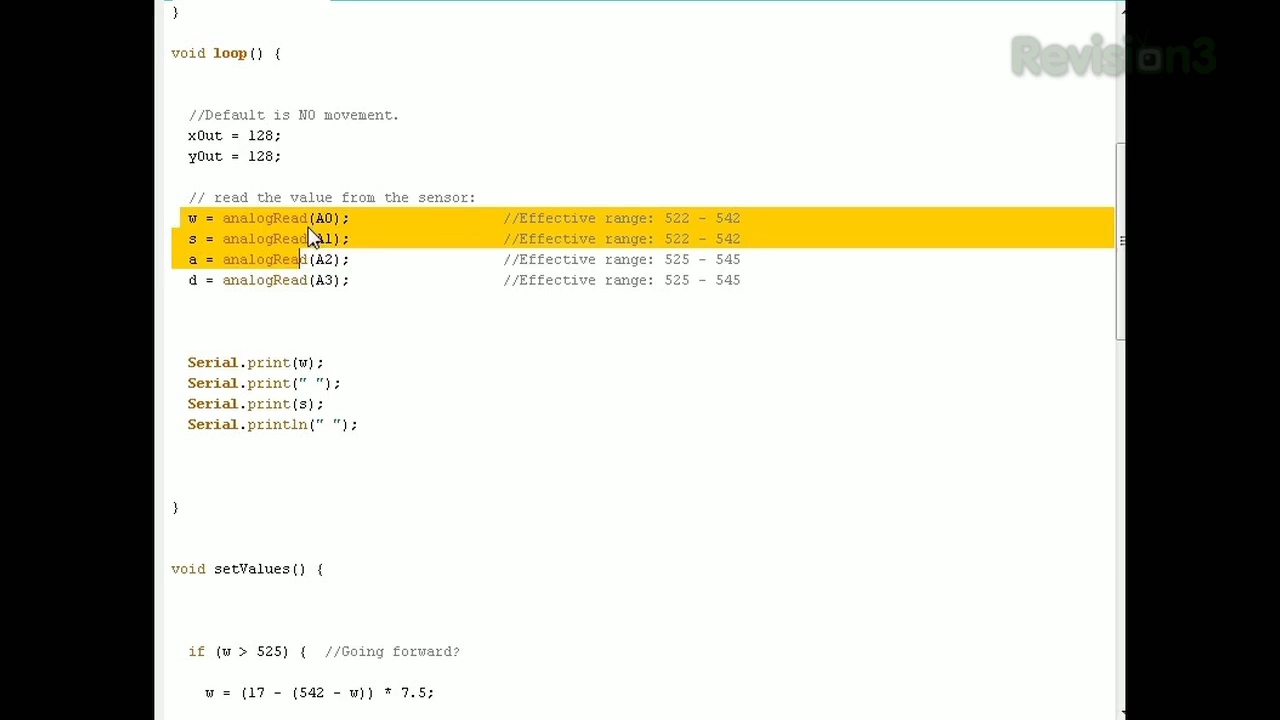 }
Revision3
void loop() {
//Default is NO movement.
xOut = 128;
yOut = 128;
// read the value from the sensor:
w = analogRead(A0); //Effective range: 522 - 542
s = analogRead(A1); //Effective range: 522 - 542
a = analogRead(A2); //Effective range: 525 - 545
d = analogRead(A3); //Effective range: 525 - 545
Serial.print(w);
Serial.print(" ");
Serial.print(s);
Serial.println(" ");
}
void setValues() {
if (w > 525) { //Going forward?
w = (17 - (542 - w)) * 7.5;